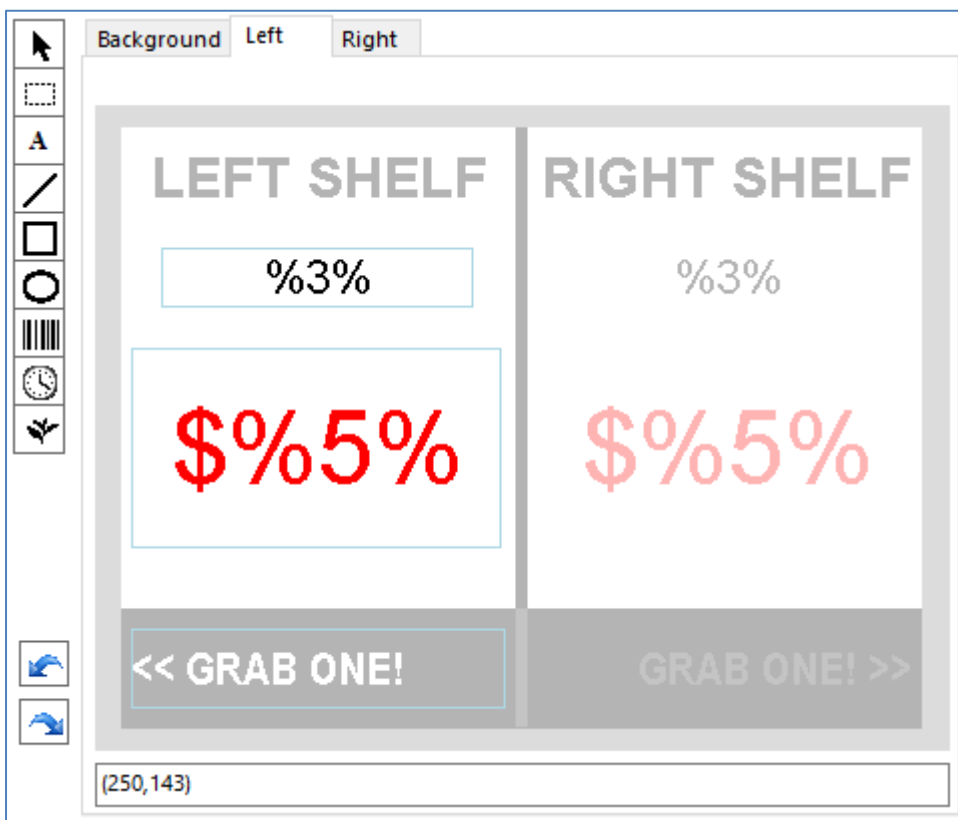 Background Left Right
A
LEFT SHELF RIGHT SHELF
%3% %3%
$%5% $%5%
<< GRAB ONE! GRAB ONE! >>
(250,143)